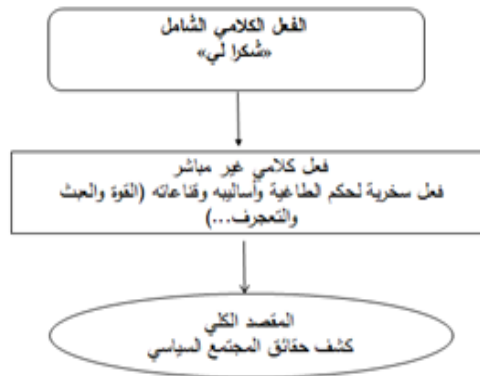 الفعل الكلامي الشامل
«شكرا لي»
فعل كلامي غير مباشر
فعل سخرية لحكم الطاغية وأساليبه وقناعاته (القوة والعبث
والتعجرف...)
المقصد الكلي
كشف حقائق المجتمع السياسي